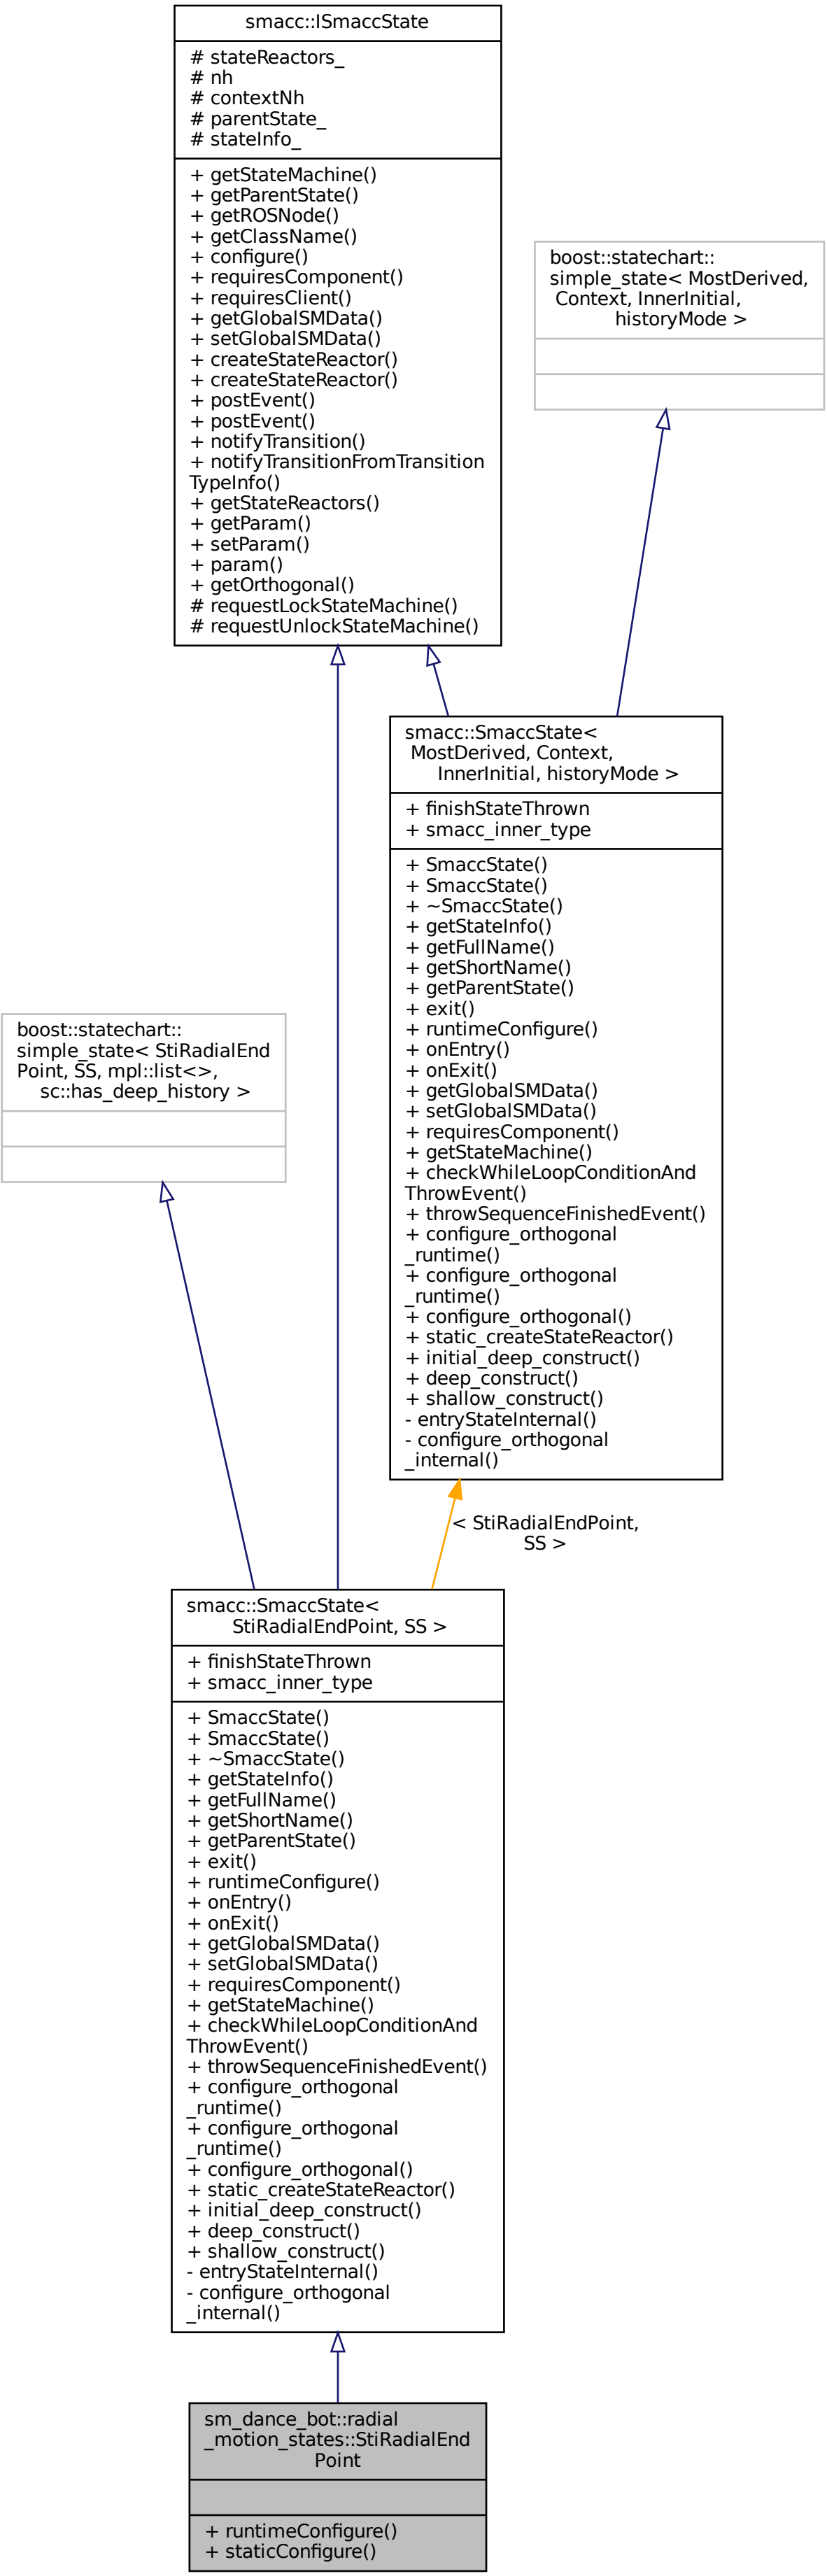 smacc::ISmaccState
# stateReactors_
# nh
# contextNh
# parentState_
# stateInfo_
+ getStateMachine()
+ getParentState()
+ getROSNode()
+ getClassName()
+ configure()
+ requiresComponent()
+ requiresClient()
+ getGlobalSMData()
+ setGlobalSMData()
+ createStateReactor()
+ createStateReactor()
+ postEvent()
+ postEvent()
+ notifyTransition()
+ notifyTransitionFromTransition
TypeInfo()
+ getStateReactors()
+ getParam()
+ setParam()
+ param()
+ getOrthogonal()
# requestLockStateMachine()
# requestUnlockStateMachine()
boost::statechart::
simple_state< MostDerived,
Context, InnerInitial,
historyMode >
smacc::SmaccState<
MostDerived, Context,
InnerInitial, historyMode >
+ finishStateThrown
+ smacc_inner_type
+ SmaccState()
+ SmaccState()
+ ~SmaccState()
+ getStateInfo()
+ getFullName()
+ getShortName()
+ getParentState()
+ exit()
+ runtimeConfigure()
+ onEntry()
+ onExit()
+ getGlobalSMData()
+ setGlobalSMData()
+ requiresComponent()
+ getStateMachine()
+ checkWhileLoopConditionAnd
ThrowEvent()
+ throwSequenceFinishedEvent()
+ configure_orthogonal
_runtime()
+ configure_orthogonal
_runtime()
+ configure_orthogonal()
+ static_createStateReactor()
+ initial_deep_construct()
+ deep_construct()
+ shallow_construct()
- entryStateInternal()
- configure_orthogonal
_internal()
boost::statechart::
simple_state< StiRadialEnd
Point, SS, mpl::list<>,
sc::has_deep_history >
< StiRadialEndPoint,
SS >
smacc::SmaccState<
StiRadialEndPoint, SS >
+ finishStateThrown
+ smacc_inner_type
+ SmaccState()
+ SmaccState()
+ ~SmaccState()
+ getStateInfo()
+ getFullName()
+ getShortName()
+ getParentState()
+ exit()
+ runtimeConfigure()
+ onEntry()
+ onExit()
+ getGlobalSMData()
+ setGlobalSMData()
+ requiresComponent()
+ getStateMachine()
+ checkWhileLoopConditionAnd
ThrowEvent()
+ throwSequenceFinishedEvent()
+ configure_orthogonal
_runtime()
+ configure_orthogonal
_runtime()
+ configure_orthogonal()
+ static_createStateReactor()
+ initial_deep_construct()
+ deep_construct()
+ shallow_construct()
- entryStateInternal()
- configure_orthogonal
_internal()
sm_dance_bot::radial
_motion_states::StiRadialEnd
Point
+ runtimeConfigure()
+ staticConfigure()